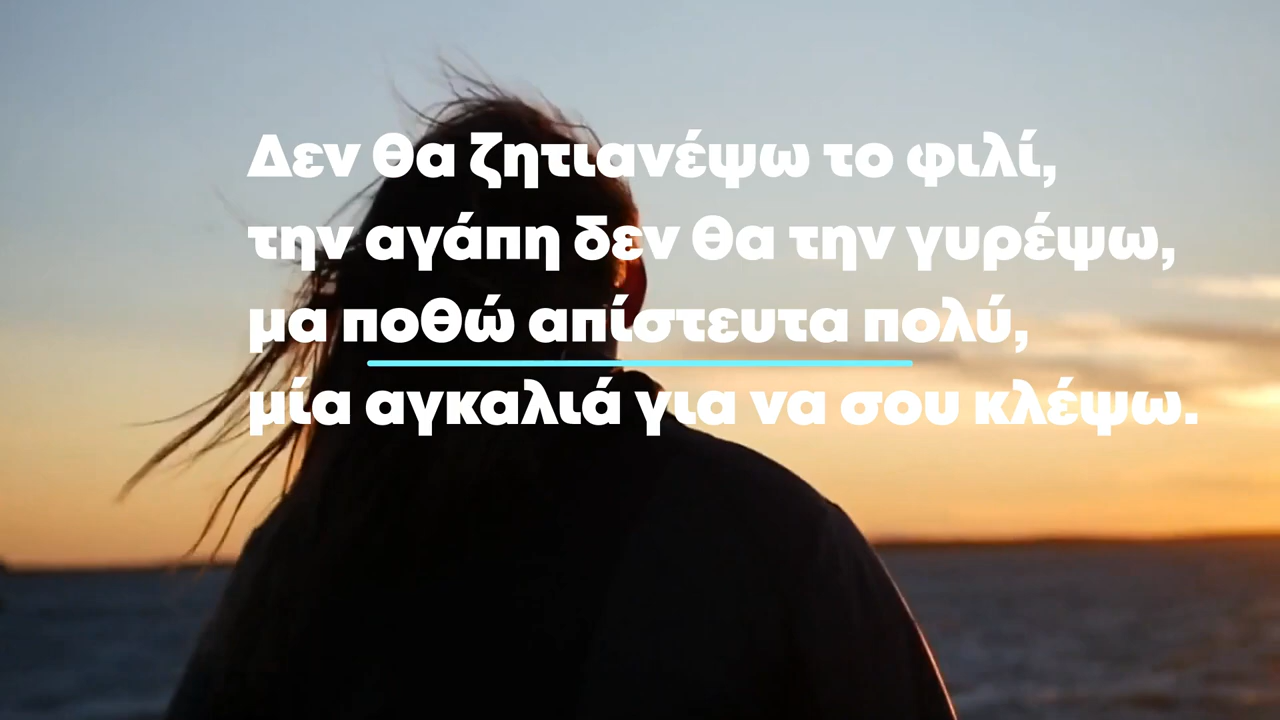 Δεν θα ζητιανέψω το φιλί,
την αγάπη δεν θα την γυρέψω,
μα ποθώ απίστευτα πολύ,
μία αγκαλιά για να σου κλέψω.